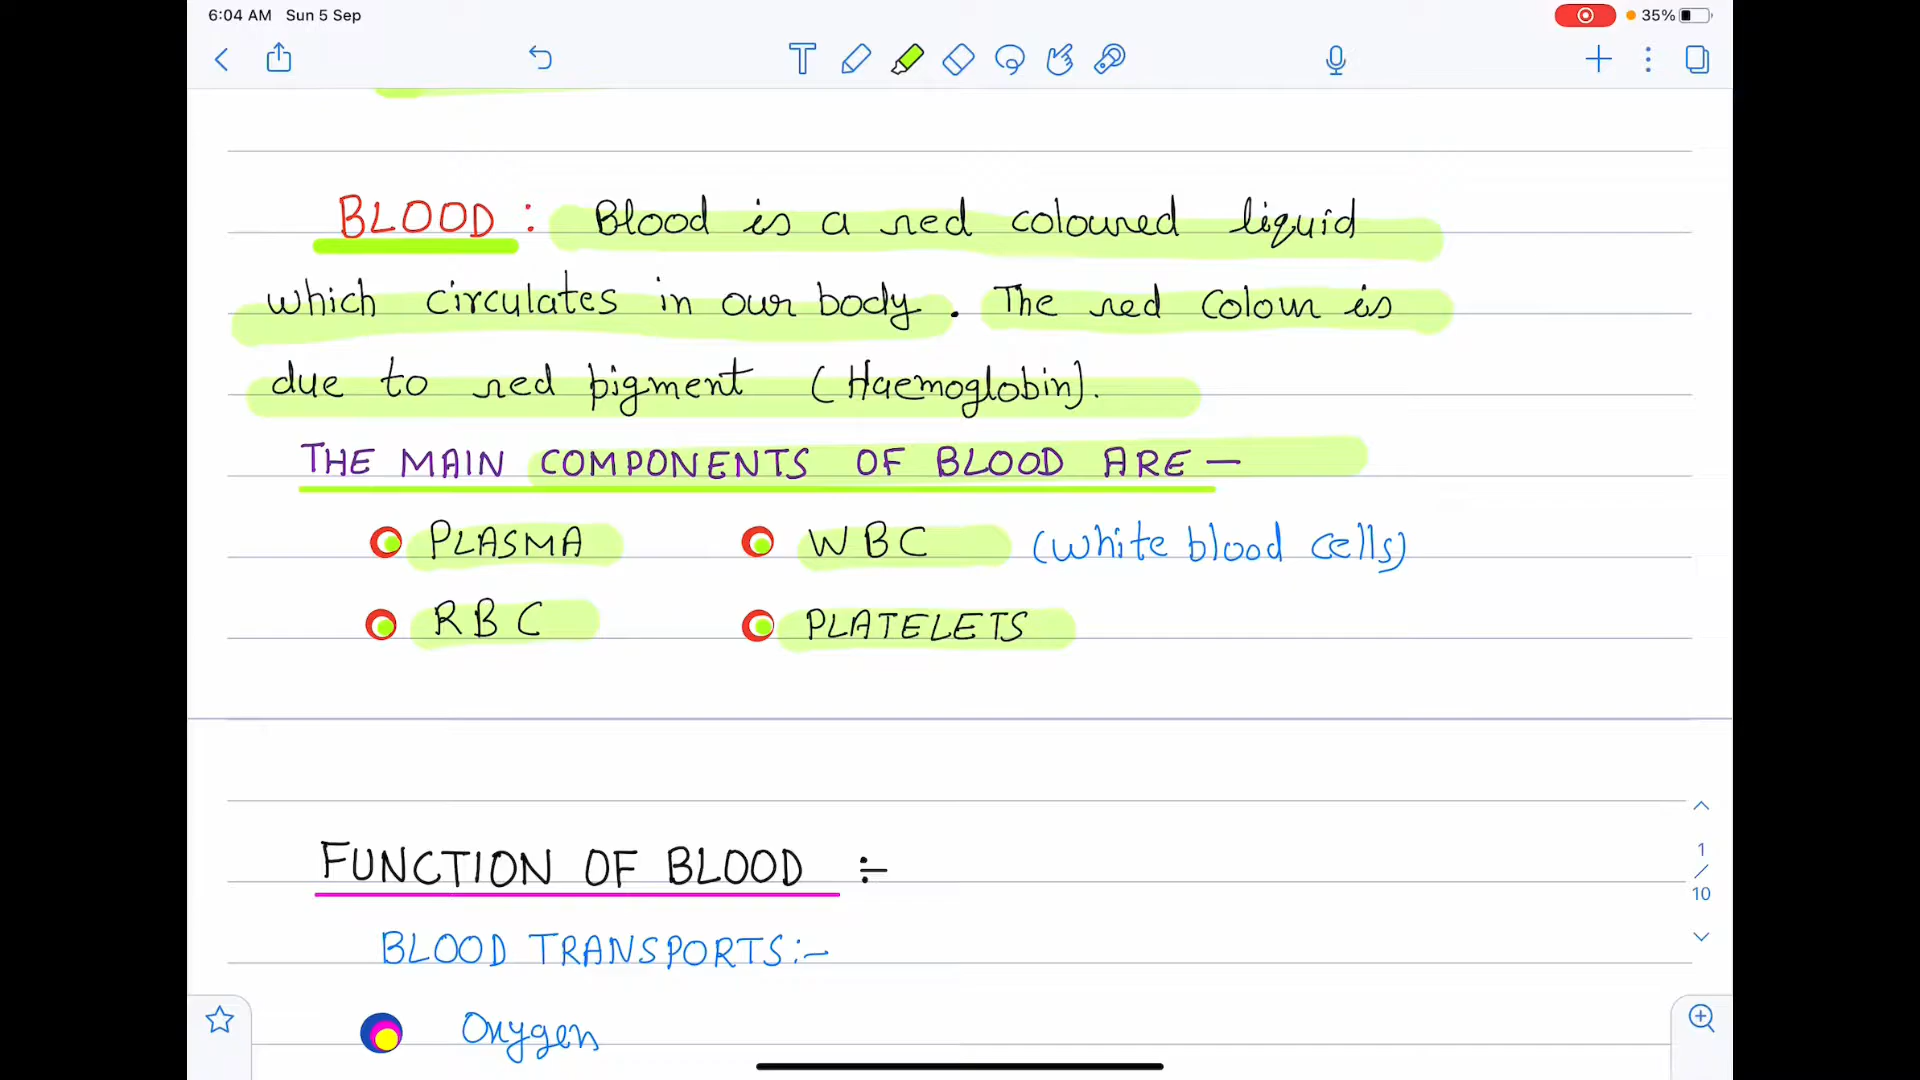 6:04 AM Sun 5 Sep 35%
BLOOD : Blood is a red coloured liquid
which circulates in our body. The red colour is
due to red pigment (Haemoglobin).
THE MAIN COMPONENTS OF BLOOD ARE —
PLASMA WBC (white blood cells)
RBC PLATELETS
FUNCTION OF BLOOD :-
1
/
10
BLOOD TRANSPORTS:-
Oxygen